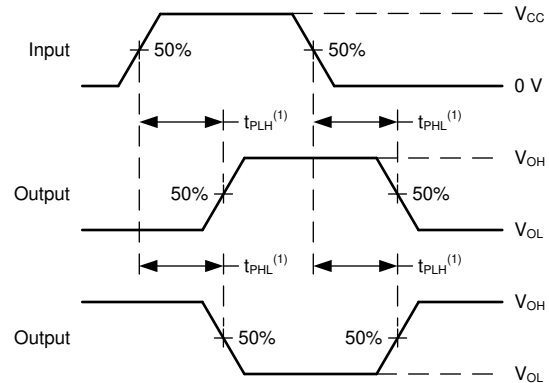 V_CC
Input 50% 50%
0 V
t_PLH^(1) t_PHL^(1)
V_OH
Output 50% 50%
V_OL
t_PHL^(1) t_PLH^(1)
V_OH
Output 50% 50%
V_OL